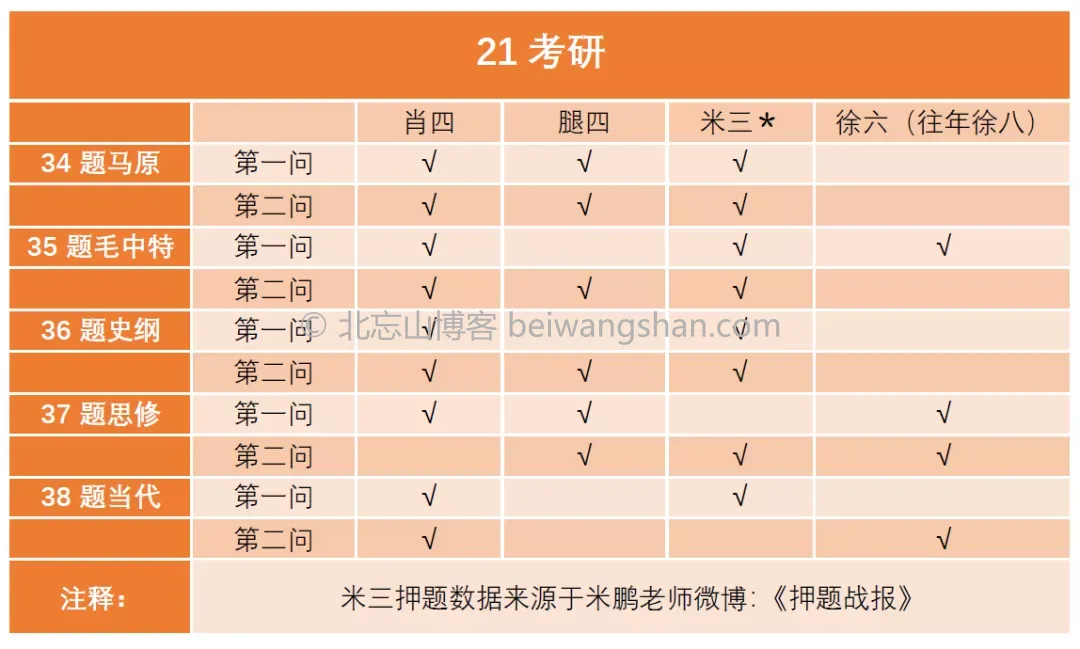 21 考研
肖四 腿四 米三* 徐六（往年徐八）
34 题马原 第一问 √ √ √
第二问 √ √ √
35 题毛中特 第一问 √ √ √
第二问 √ √ √
36 题史纲 第一问 √ √
© 北忘山博客 beiwangshan.com
第二问 √ √ √
37 题思修 第一问 √ √ √
第二问 √ √ √
38 题当代 第一问 √ √
第二问 √ √
注释： 米三押题数据来源于米鹏老师微博：《押题战报》